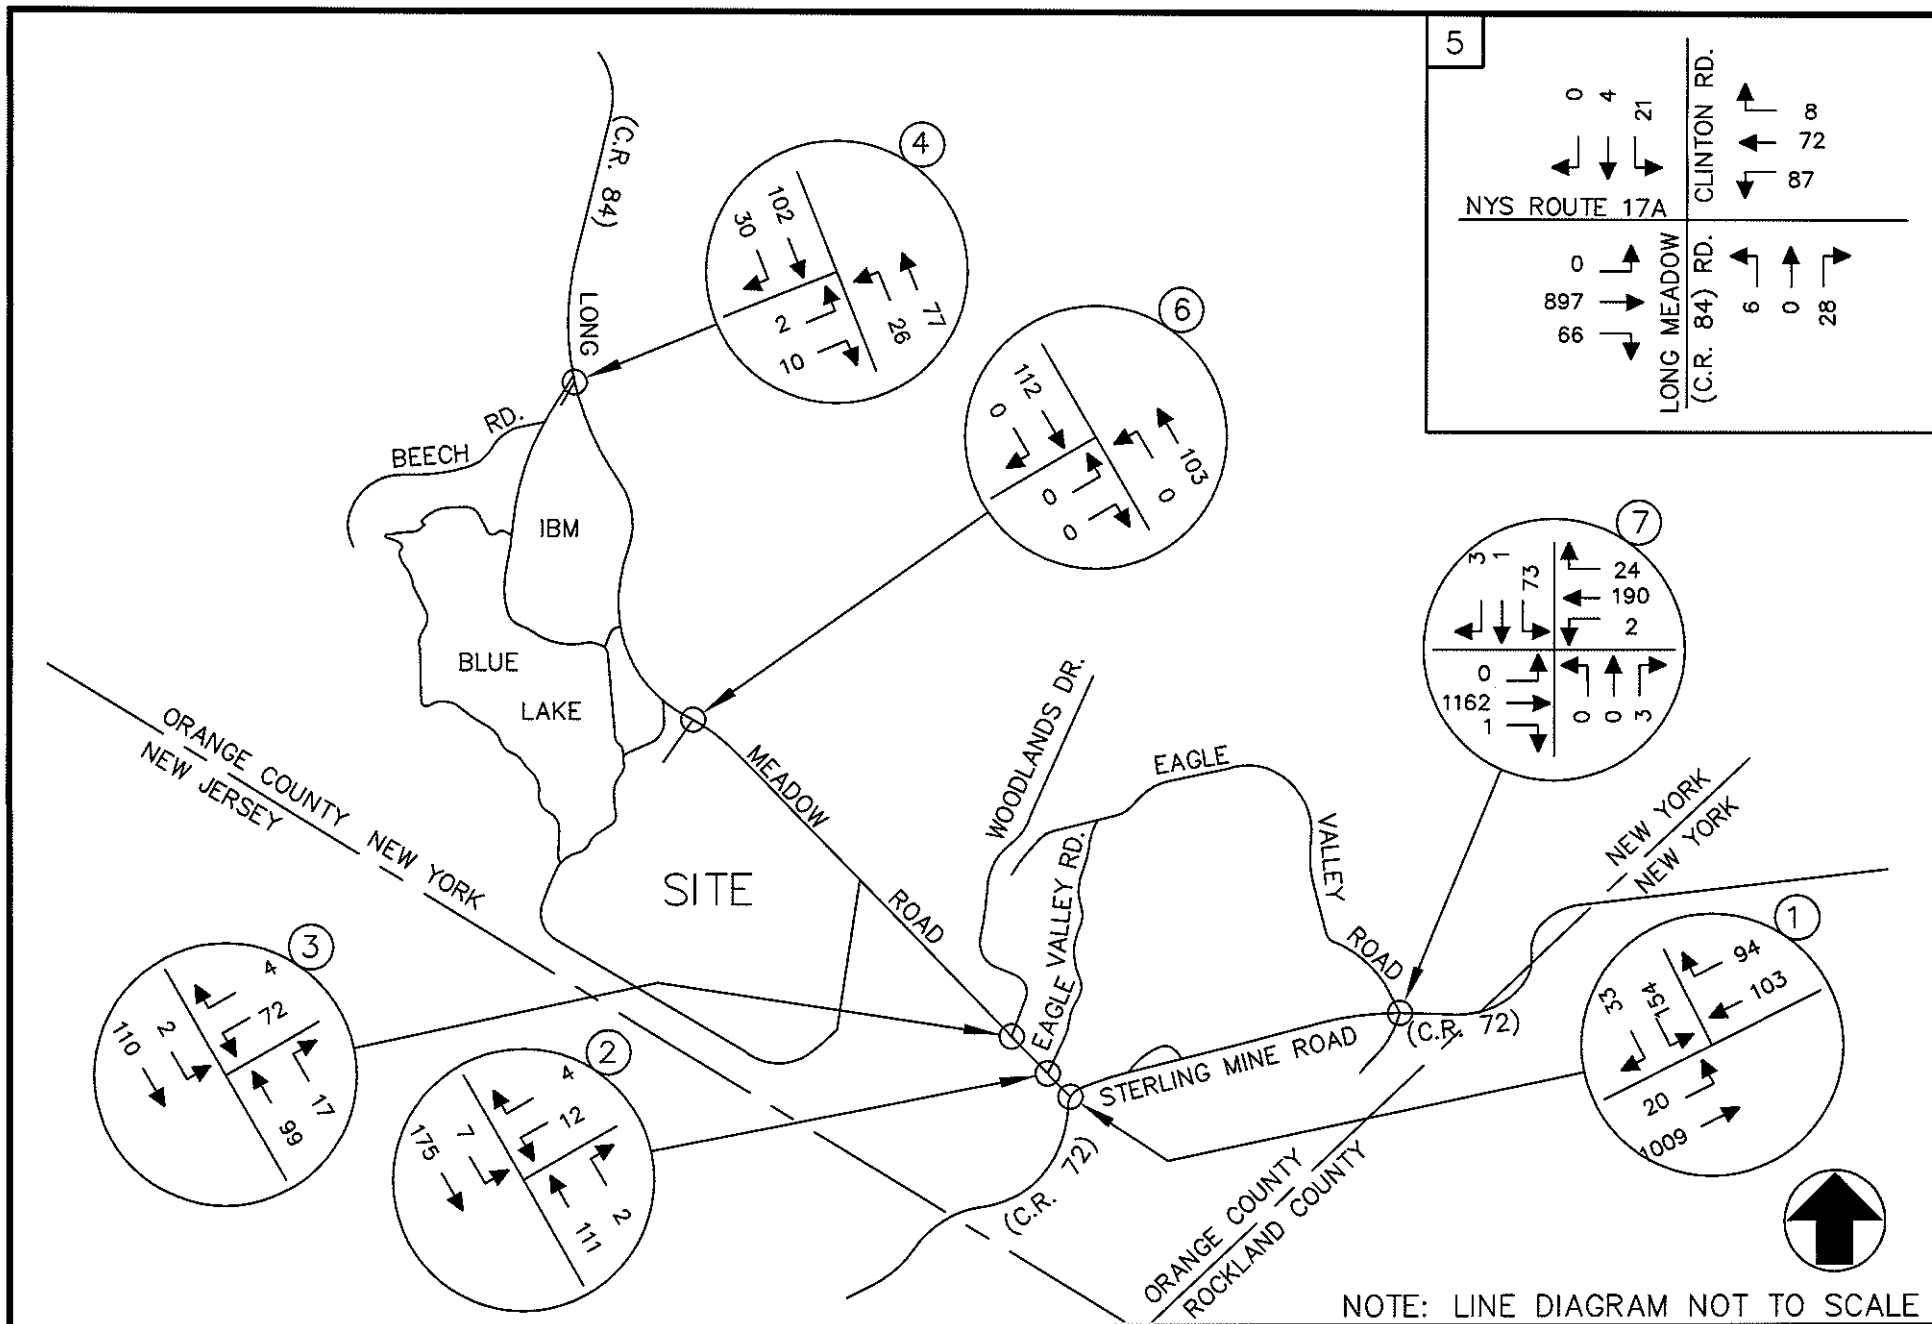 5
0
4
21
CLINTON RD.
8
72
87
NYS ROUTE 17A
0
897
66
LONG MEADOW
(C.R. 84) RD.
6
0
28
(C.R. 84)
4
102
30
2
10
77
26
LONG
6
112
0
0
0
103
0
BEECH RD.
IBM
BLUE
LAKE
7
3
1
73
24
190
2
0
1162
1
0
0
3
ORANGE COUNTY NEW YORK
NEW JERSEY
MEADOW
ROAD
WOODLANDS DR.
EAGLE
VALLEY
ROAD
EAGLE VALLEY RD.
NEW YORK
NEW YORK
SITE
3
4
72
2
110
17
99
2
4
12
7
175
2
111
1
94
103
154
33
20
1009
STERLING MINE ROAD
(C.R. 72)
(C.R. 72)
ORANGE COUNTY
ROCKLAND COUNTY
NOTE: LINE DIAGRAM NOT TO SCALE